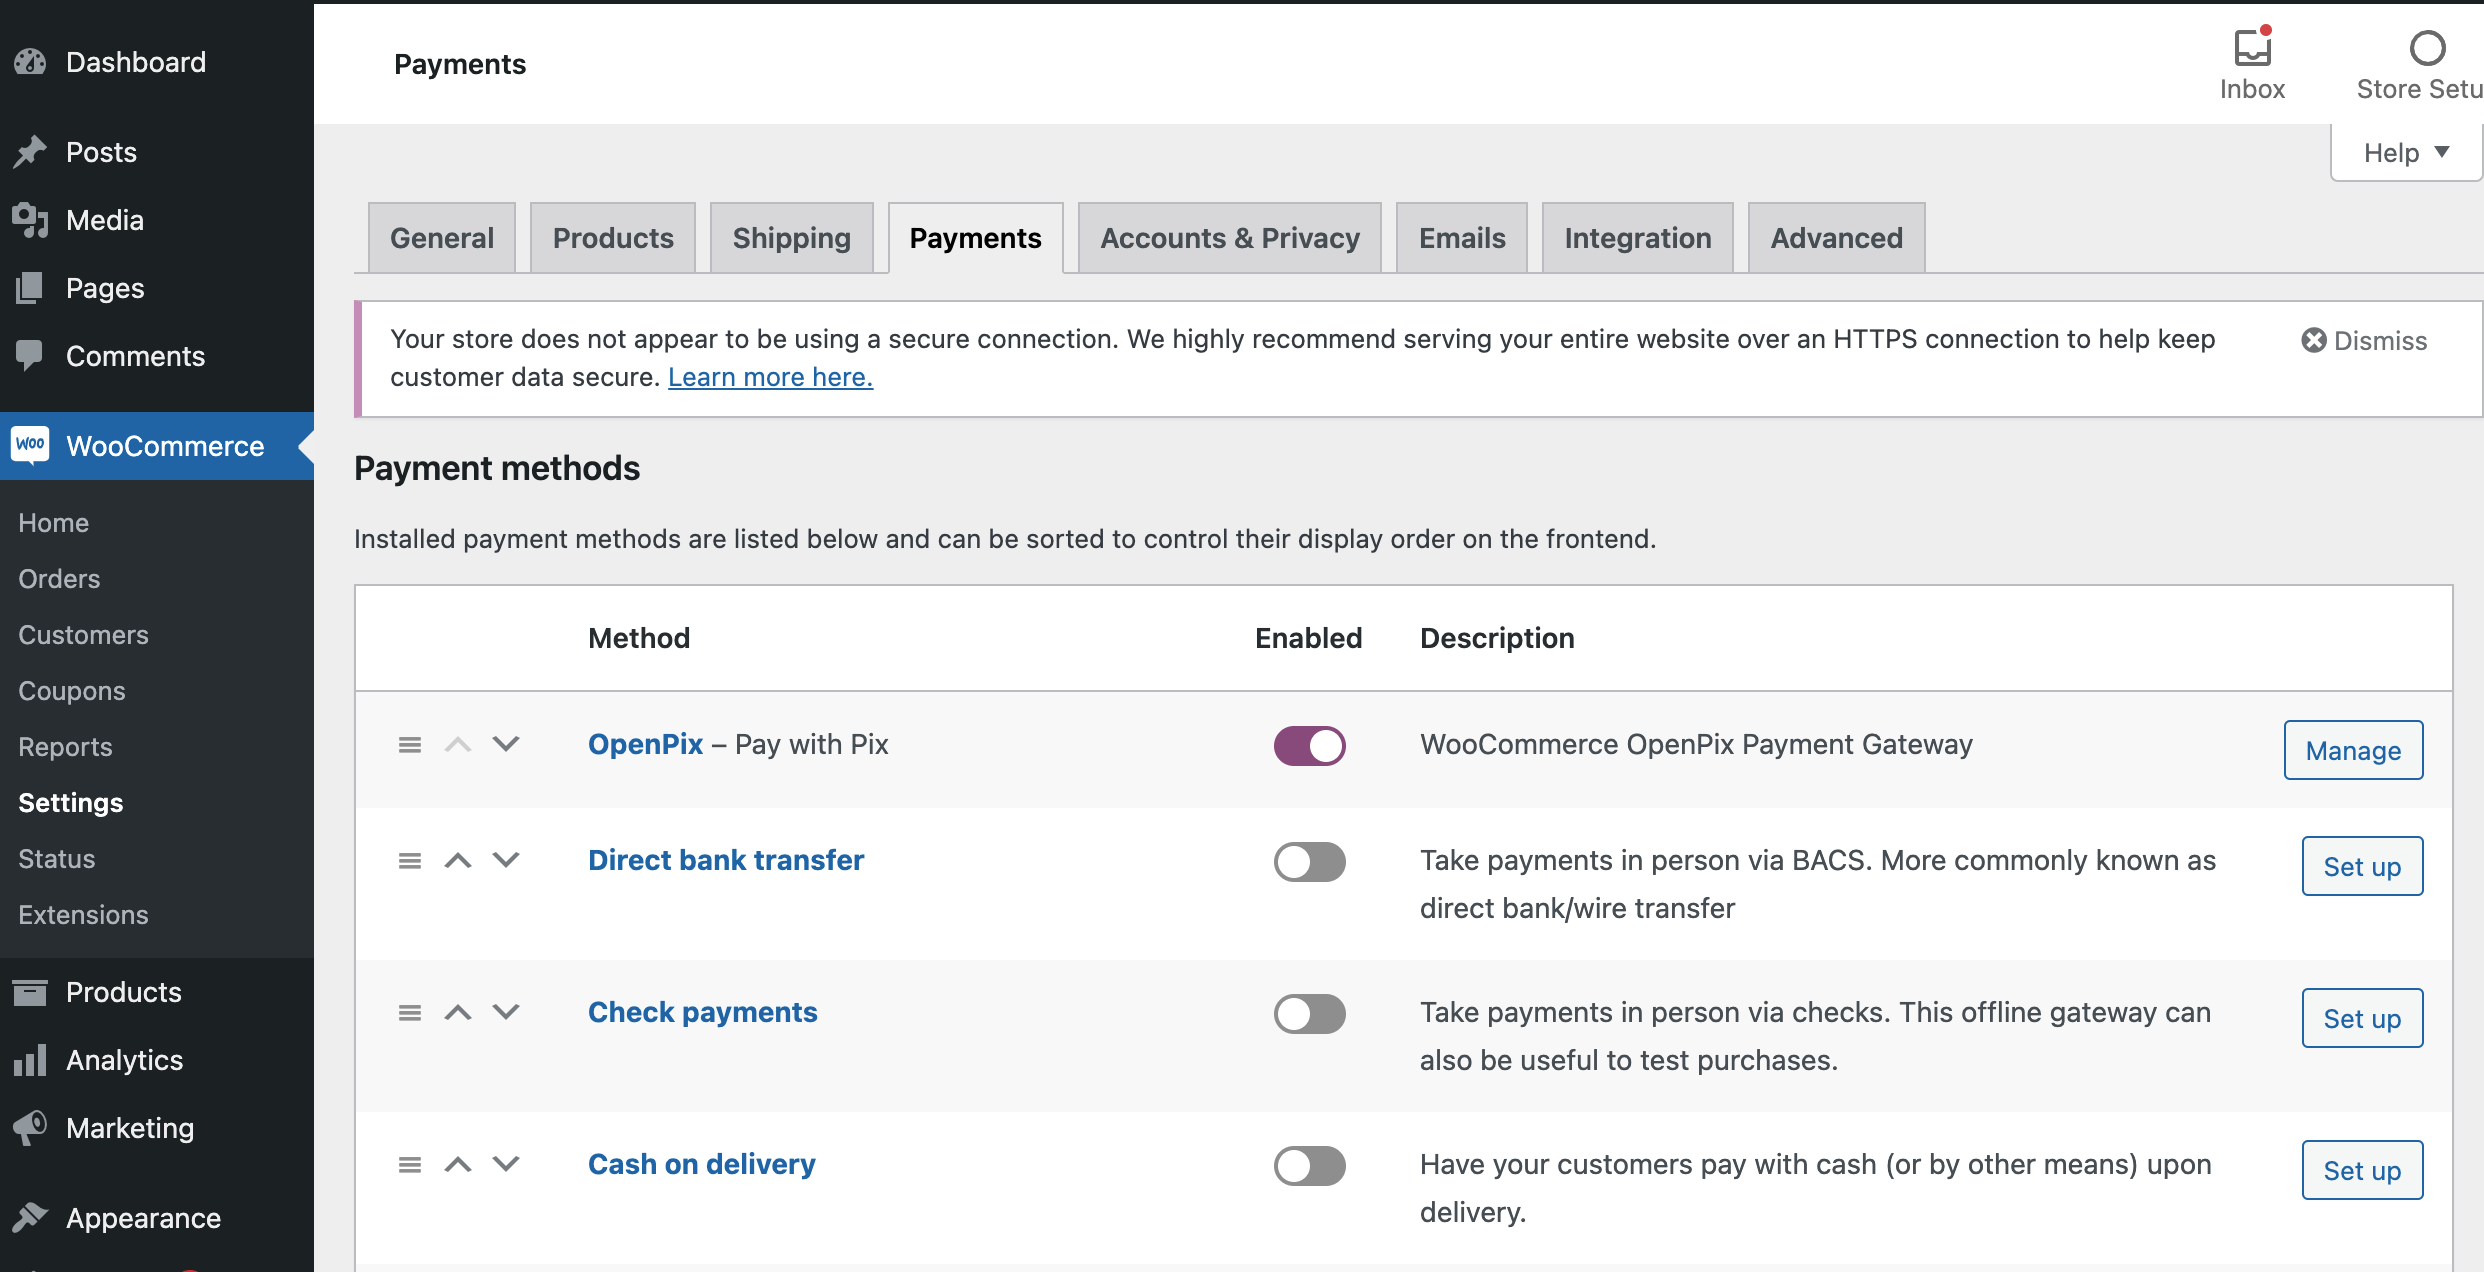 Dashboard
Posts
Media
Pages
Comments
Woo
WooCommerce
Home
Orders
Customers
Coupons
Reports
Settings
Status
Extensions
Products
Analytics
Marketing
Appearance
Payments
Inbox
Store Setu
Help
General
Products
Shipping
Payments
Accounts & Privacy
Emails
Integration
Advanced
Your store does not appear to be using a secure connection. We highly recommend serving your entire website over an HTTPS connection to help keep
customer data secure. Learn more here.
Dismiss
Payment methods
Installed payment methods are listed below and can be sorted to control their display order on the frontend.
Method Enabled Description
OpenPix – Pay with Pix WooCommerce OpenPix Payment Gateway Manage
Direct bank transfer Take payments in person via BACS. More commonly known as
direct bank/wire transfer
Set up
Check payments Take payments in person via checks. This offline gateway can
also be useful to test purchases.
Set up
Cash on delivery Have your customers pay with cash (or by other means) upon
delivery.
Set up